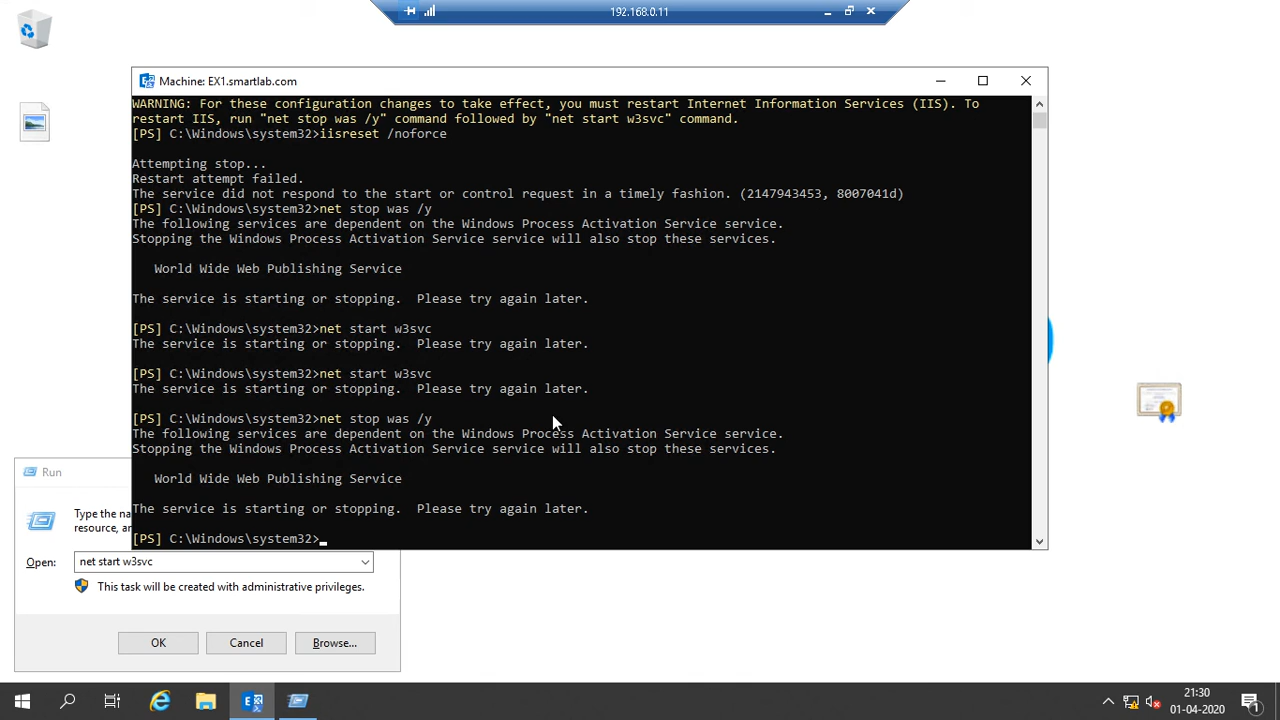 192.168.0.11
Machine: EX1.smartlab.com
WARNING: For these configuration changes to take effect, you must restart Internet Information Services (IIS). To
restart IIS, run "net stop was /y" command followed by "net start w3svc" command.
[PS] C:\Windows\system32>iisreset /noforce
Attempting stop...
Restart attempt failed.
The service did not respond to the start or control request in a timely fashion. (2147943453, 8007041d)
[PS] C:\Windows\system32>net stop was /y
The following services are dependent on the Windows Process Activation Service service.
Stopping the Windows Process Activation Service service will also stop these services.
World Wide Web Publishing Service
The service is starting or stopping.  Please try again later.
[PS] C:\Windows\system32>net start w3svc
The service is starting or stopping.  Please try again later.
[PS] C:\Windows\system32>net start w3svc
The service is starting or stopping.  Please try again later.
[PS] C:\Windows\system32>net stop was /y
The following services are dependent on the Windows Process Activation Service service.
Stopping the Windows Process Activation Service service will also stop these services.
World Wide Web Publishing Service
The service is starting or stopping.  Please try again later.
[PS] C:\Windows\system32>
Run
Type the na
resource, an
Open: net start w3svc
This task will be created with administrative privileges.
OK Cancel Browse...
21:30
01-04-2020
1